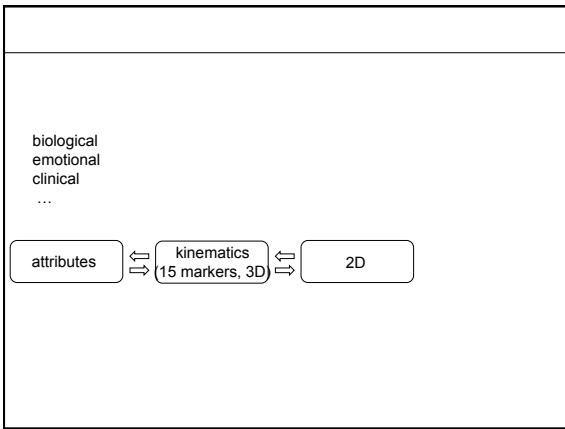 biological
emotional
clinical
…
attributes
kinematics
(15 markers, 3D)
2D